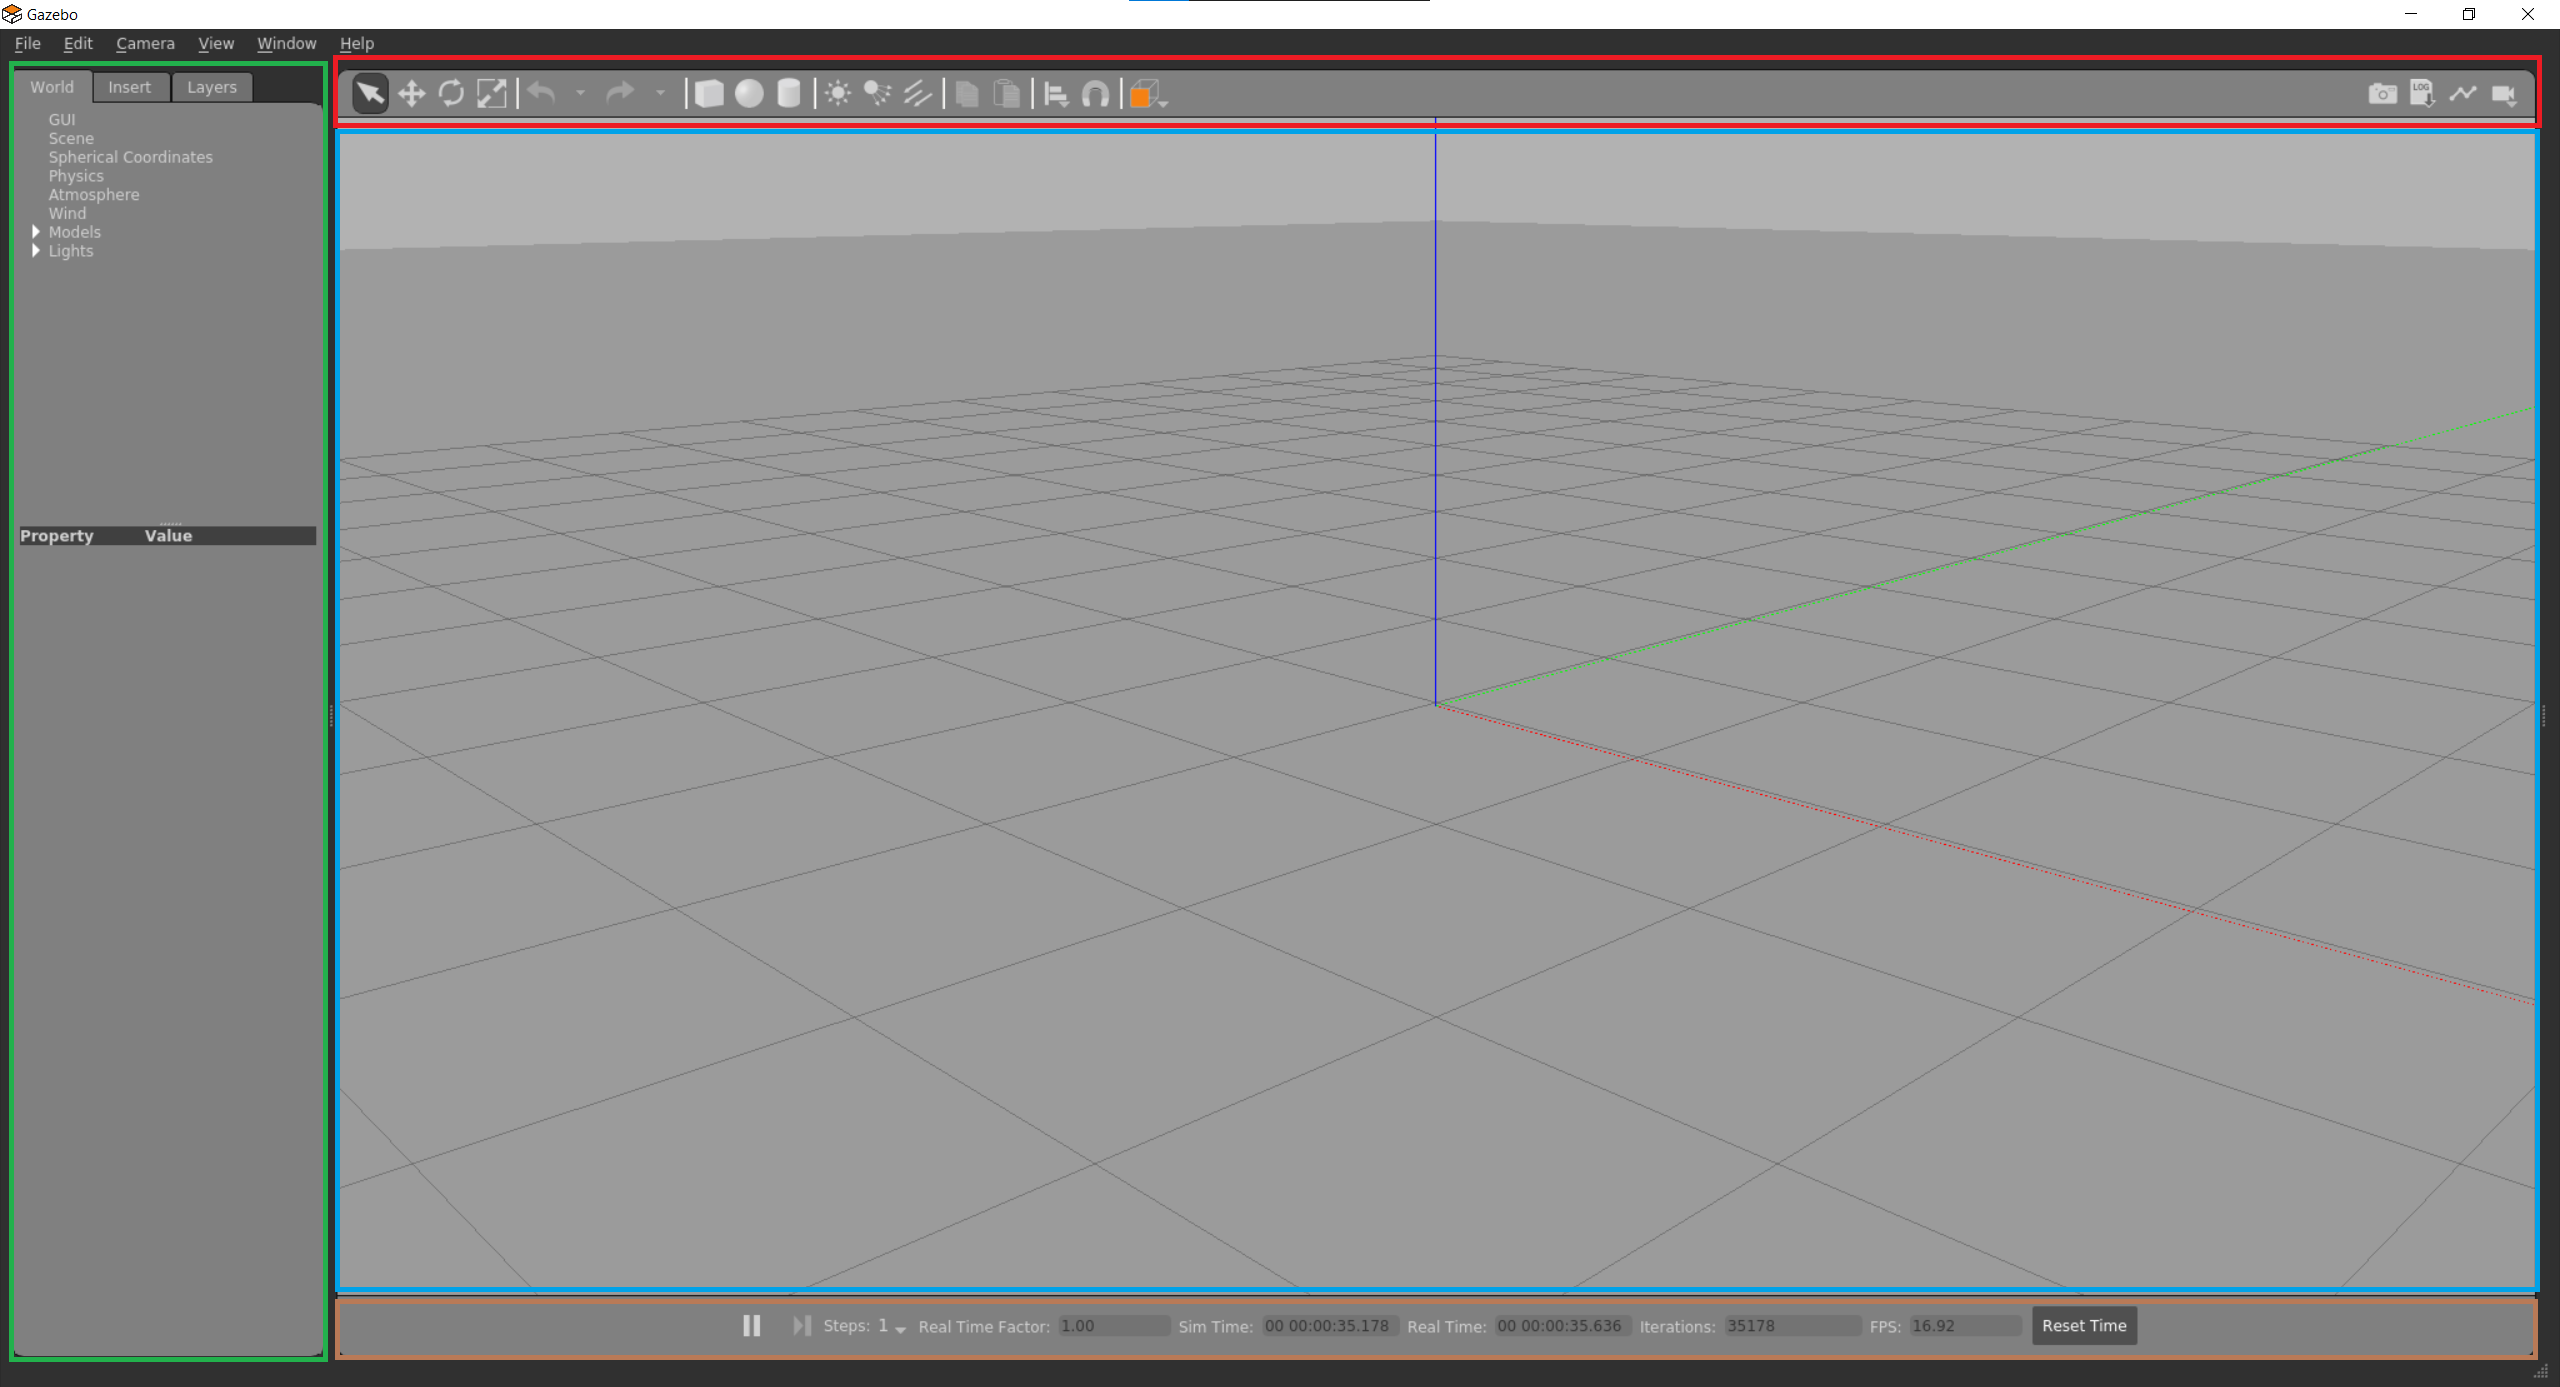 Gazebo
File Edit Camera View Window Help
World Insert Layers
LOG
GUI
Scene
Spherical Coordinates
Physics
Atmosphere
Wind
Models
Lights
Property Value
Steps: 1 Real Time Factor: 1.00 Sim Time: 00 00:00:35.178 Real Time: 00 00:00:35.636 Iterations: 35178 FPS: 16.92 Reset Time